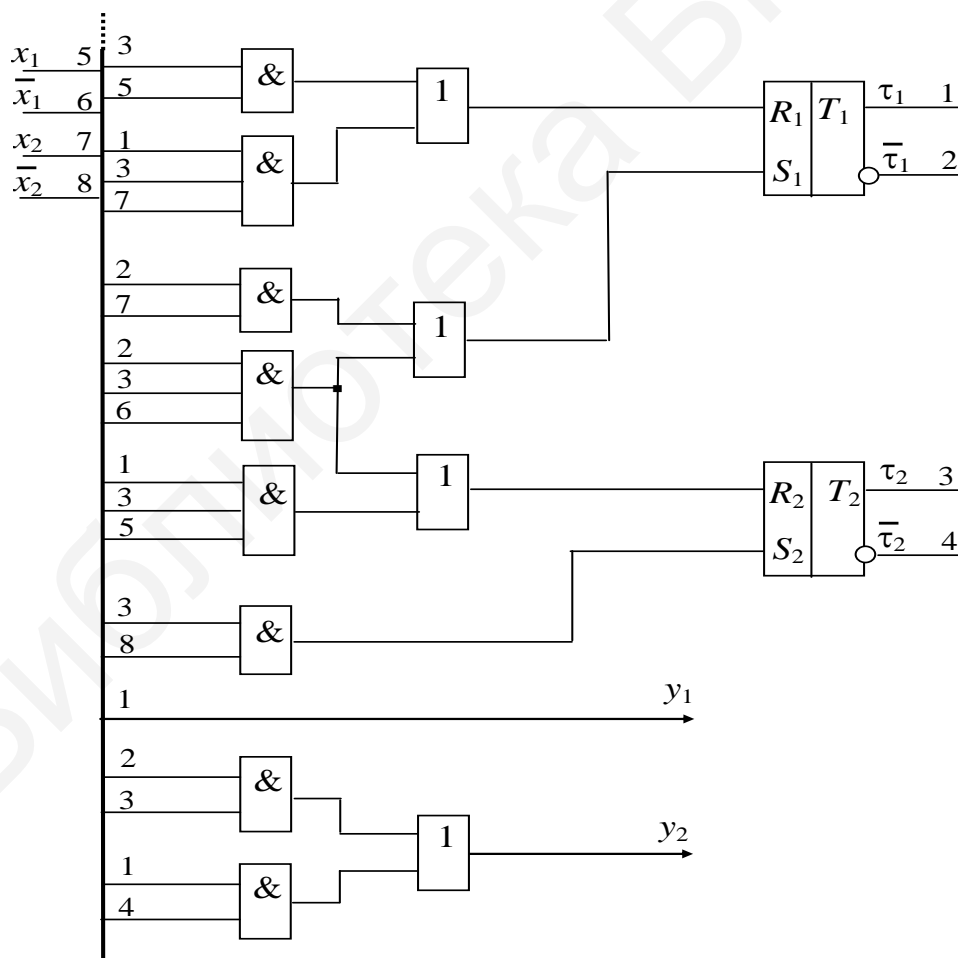 x₁ 5 3 & 1
x̅₁ 6 5
x₂ 7 1 &
x̅₂ 8 3
7
R₁ T₁ τ₁ 1
S₁ τ̅₁ 2
2 &
7
1
2 &
3
6
1 &
3
5
1
R₂ T₂ τ₂ 3
S₂ τ̅₂ 4
3 &
8
1 y₁
2 &
3
1 y₂
1 &
4
Библиотека